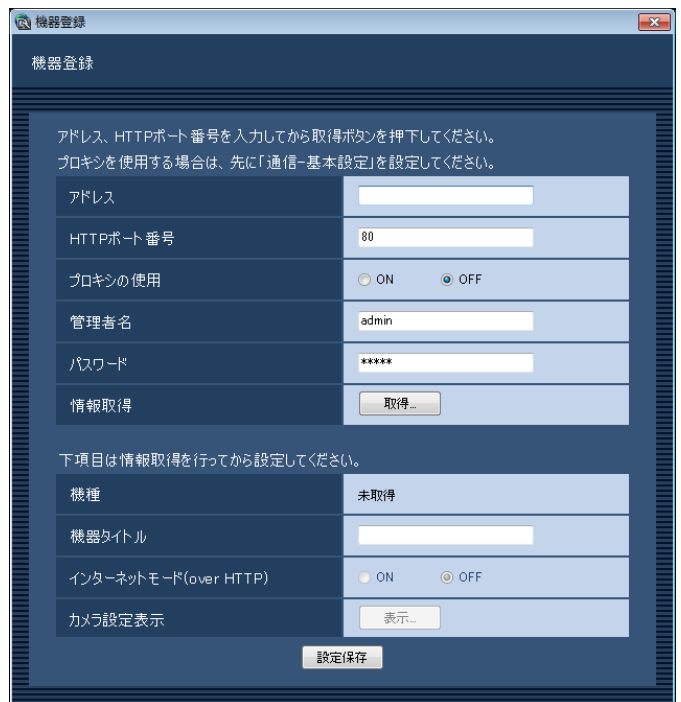 機器登録
機器登録
アドレス、HTTPポート番号を入力してから取得ボタンを押下してください。
プロキシを使用する場合は、先に「通信-基本設定」を設定してください。
アドレス
HTTPポート番号 80
プロキシの使用 ON OFF
管理者名 admin
パスワード *****
情報取得 取得...
下項目は情報取得を行ってから設定してください。
機種 未取得
機器タイトル
インターネットモード(over HTTP) ON OFF
カメラ設定表示 表示...
設定保存